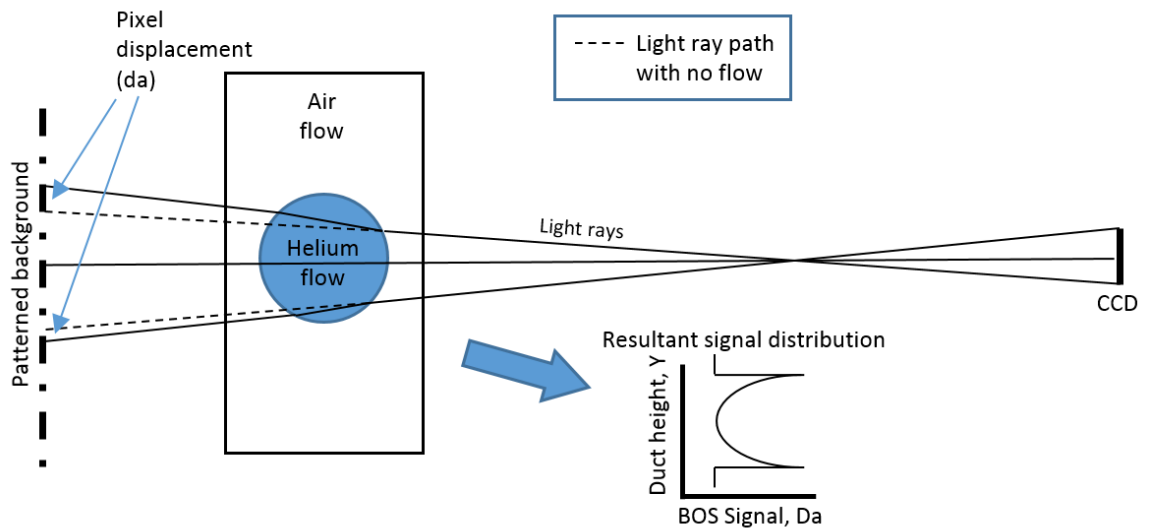 Pixel
displacement
(da)
Light ray path
with no flow
Air
flow
Patterned background
Helium
flow
Light rays
CCD
Resultant signal distribution
Duct height, Y
BOS Signal, Da